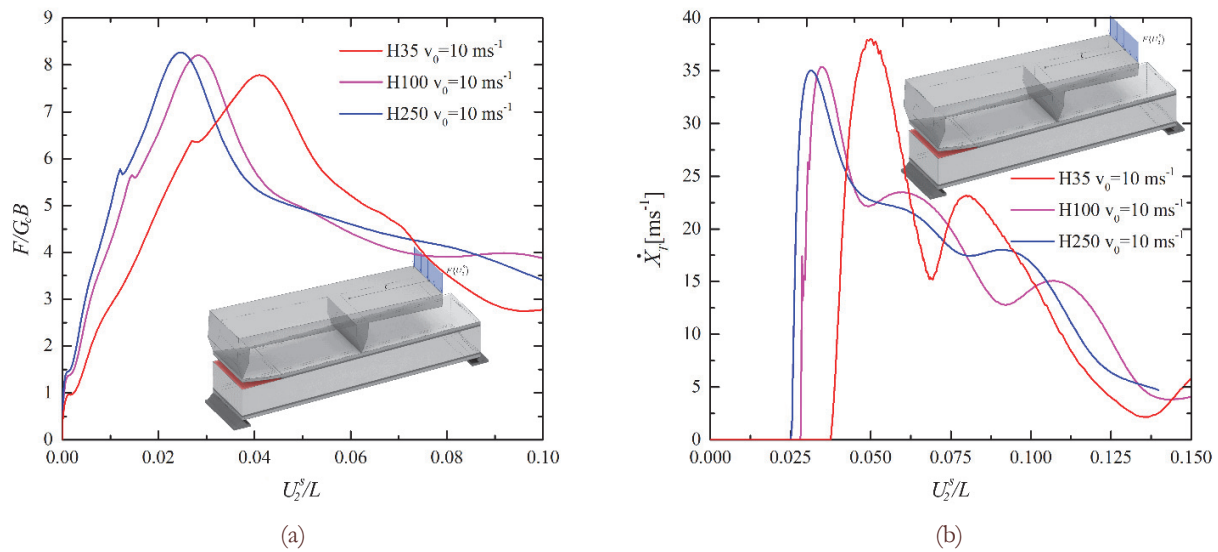 9
8
7
6
5
4
3
2
1
0
F/G_cB
H35 v_0=10 ms^-1
H100 v_0=10 ms^-1
H250 v_0=10 ms^-1
C
F(U_2^s)
0.00 0.02 0.04 0.06 0.08 0.10
U_2^s/L
(a)
40
35
30
25
20
15
10
5
0
Ẋ_T[ms^-1]
C
F(U_2^s)
H35 v_0=10 ms^-1
H100 v_0=10 ms^-1
H250 v_0=10 ms^-1
0.000 0.025 0.050 0.075 0.100 0.125 0.150
U_2^s/L
(b)